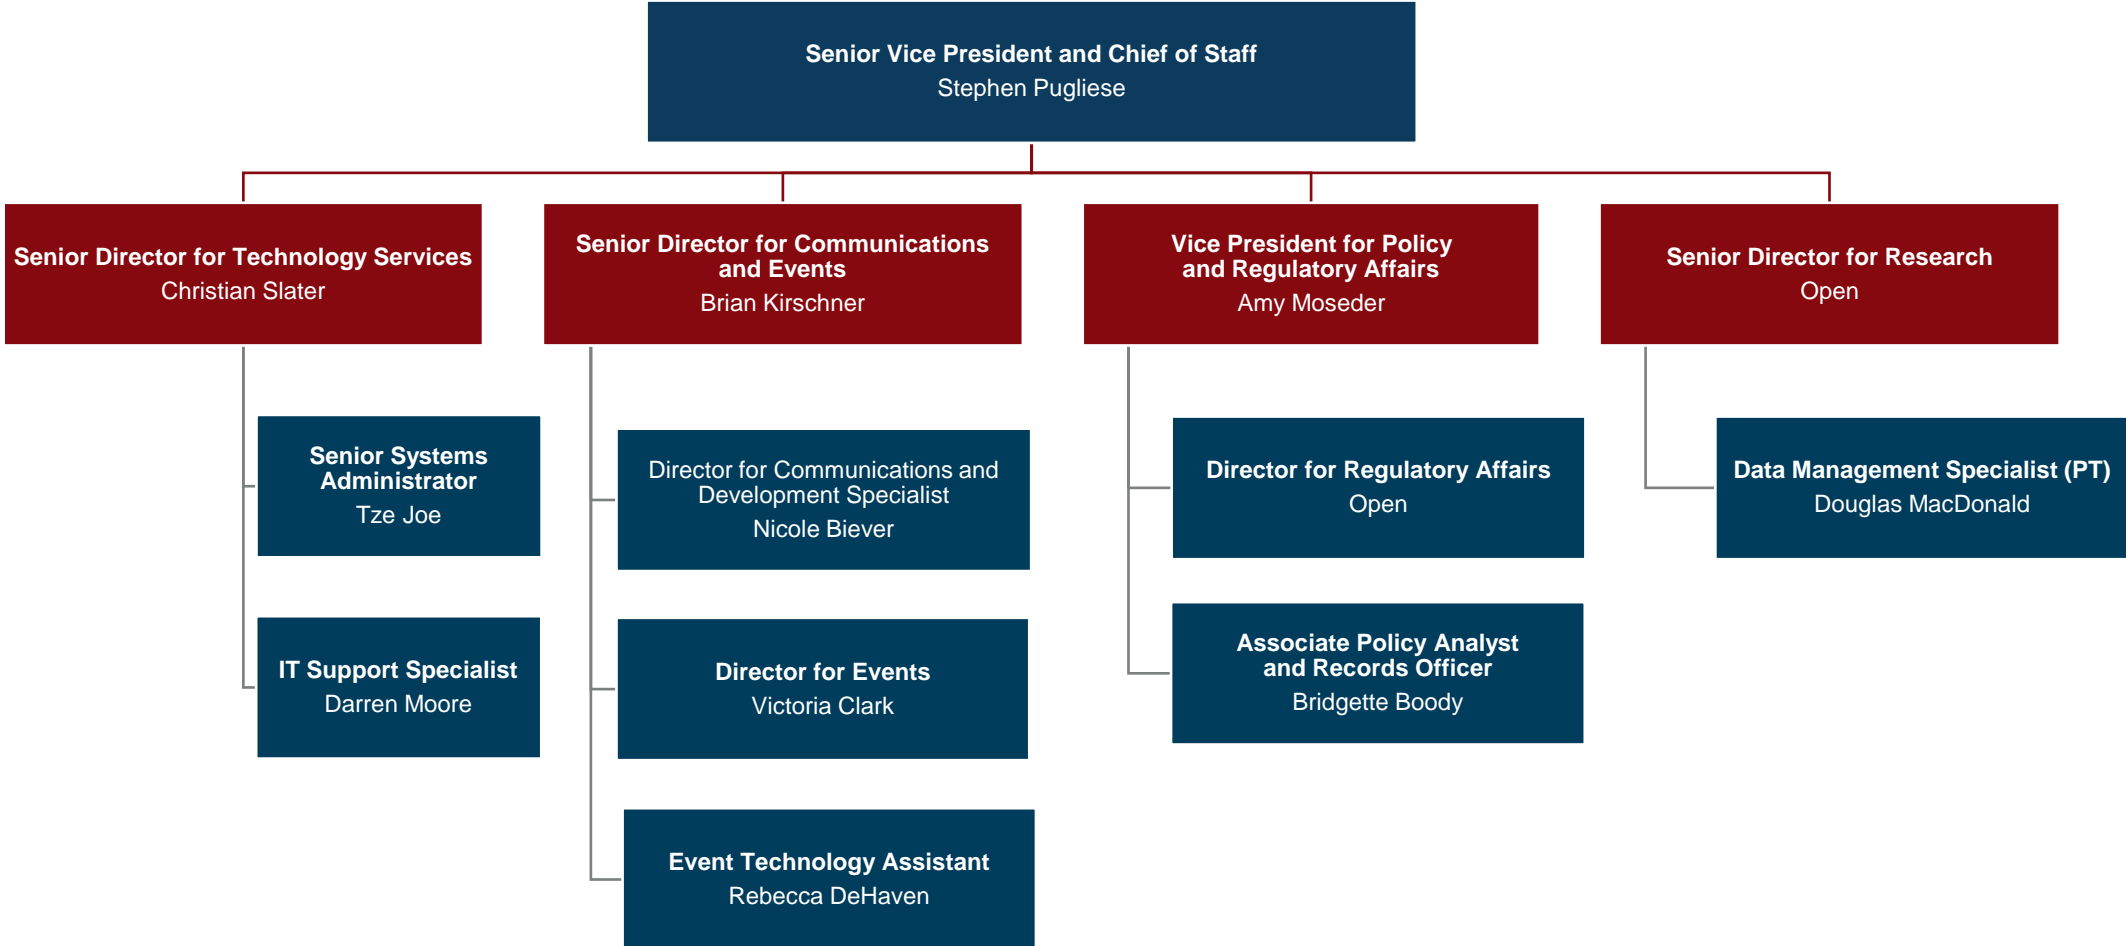 Senior Vice President and Chief of Staff
Stephen Pugliese
Senior Director for Technology Services
Christian Slater
Senior Director for Communications
and Events
Brian Kirschner
Vice President for Policy
and Regulatory Affairs
Amy Moseder
Senior Director for Research
Open
Senior Systems
Administrator
Tze Joe
IT Support Specialist
Darren Moore
Director for Communications and
Development Specialist
Nicole Biever
Director for Events
Victoria Clark
Event Technology Assistant
Rebecca DeHaven
Director for Regulatory Affairs
Open
Associate Policy Analyst
and Records Officer
Bridgette Boody
Data Management Specialist (PT)
Douglas MacDonald